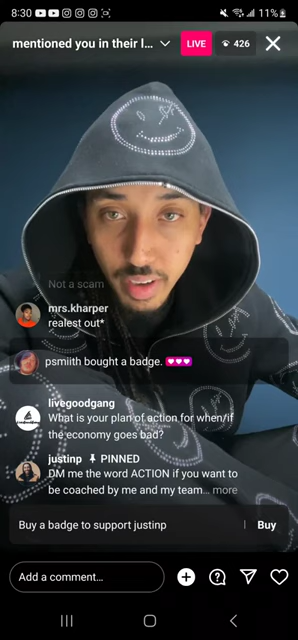 8:30
11%
mentioned you in their l...
LIVE
426
Not a scam
mrs.kharper
realest out*
psmiith bought a badge.
livegoodgang
What is your plan of action for when/if
the economy goes bad?
justinp PINNED
DM me the word ACTION if you want
to be coached by me and my team... more
Buy a badge to support justinp
Buy
Add a comment...